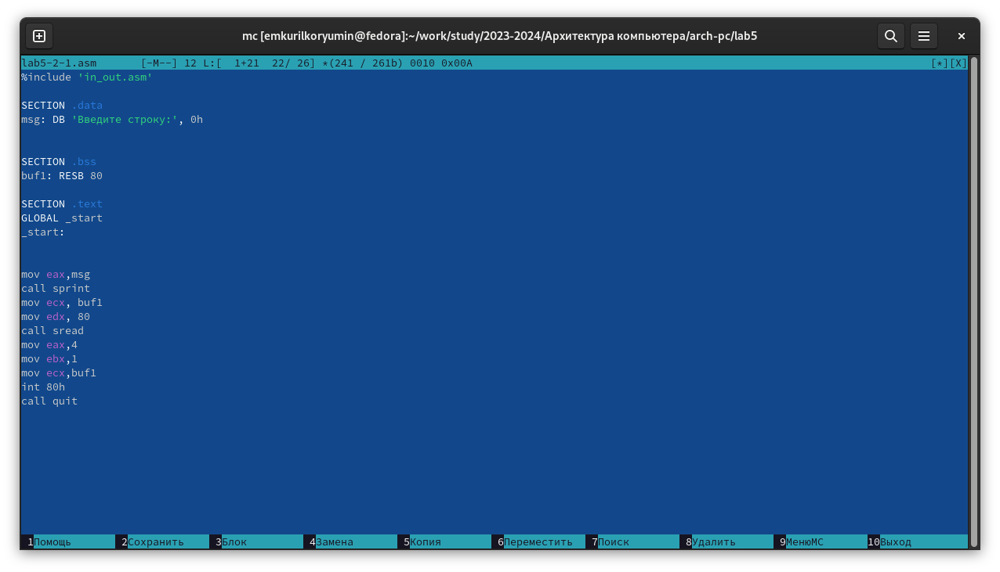 mc [emkurilkoryumin@fedora]:~/work/study/2023-2024/Архитектура компьютера/arch-pc/lab5
lab5-2-1.asm       [-M--] 12 L:[  1+21  22/ 26] *(241 / 261b) 0010 0x00A       [*][X]
%include 'in_out.asm'
SECTION .data
msg: DB 'Введите строку:', 0h
SECTION .bss
buf1: RESB 80
SECTION .text
GLOBAL _start
_start:
mov eax,msg
call sprint
mov ecx, buf1
mov edx, 80
call sread
mov eax,4
mov ebx,1
mov ecx,buf1
int 80h
call quit
1Помощь 2Сохранить 3Блок 4Замена 5Копия 6Переместить 7Поиск 8Удалить 9МенюМС 10Выход